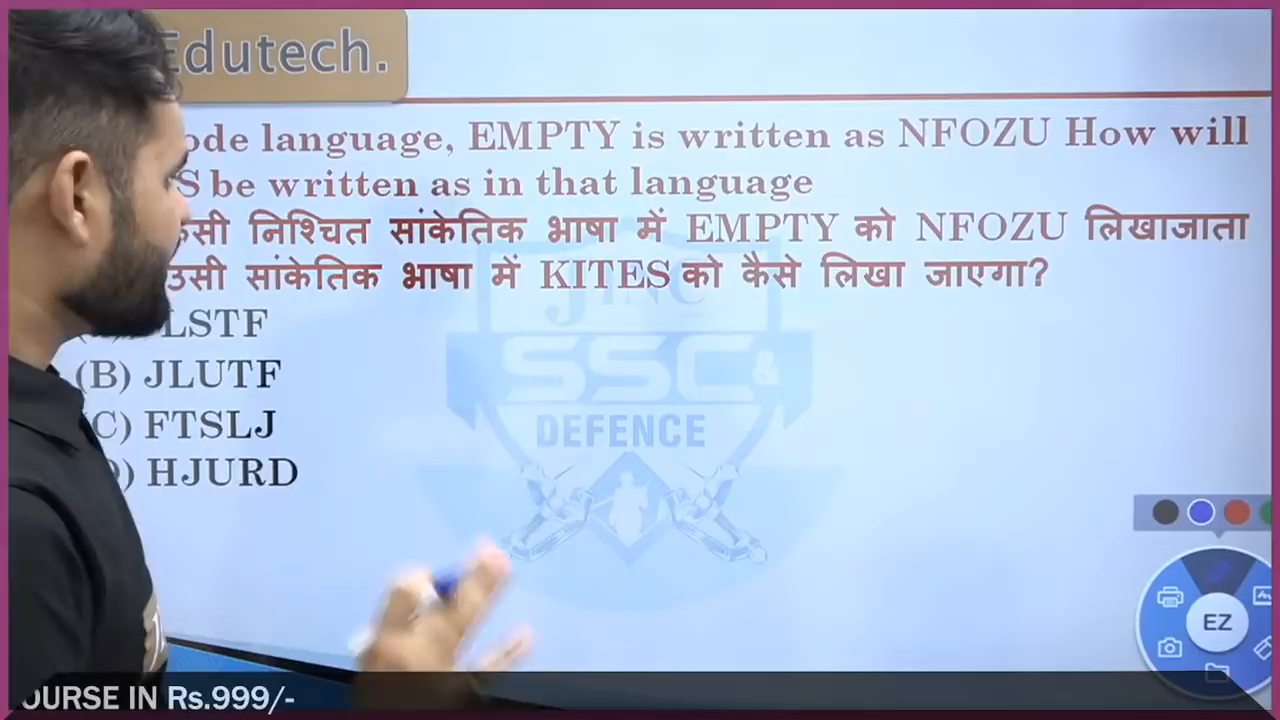 Edutech.
ode language, EMPTY is written as NFOZU How will
S be written as in that language
निश्चित सांकेतिक भाषा में EMPTY को NFOZU लिखाजाता
उसी सांकेतिक भाषा में KITES को कैसे लिखा जाएगा?
LSTF
(B) JLUTF
C) FTSLJ
) HJURD
SSC &
DEFENCE
EZ
OURSE IN Rs.999/-